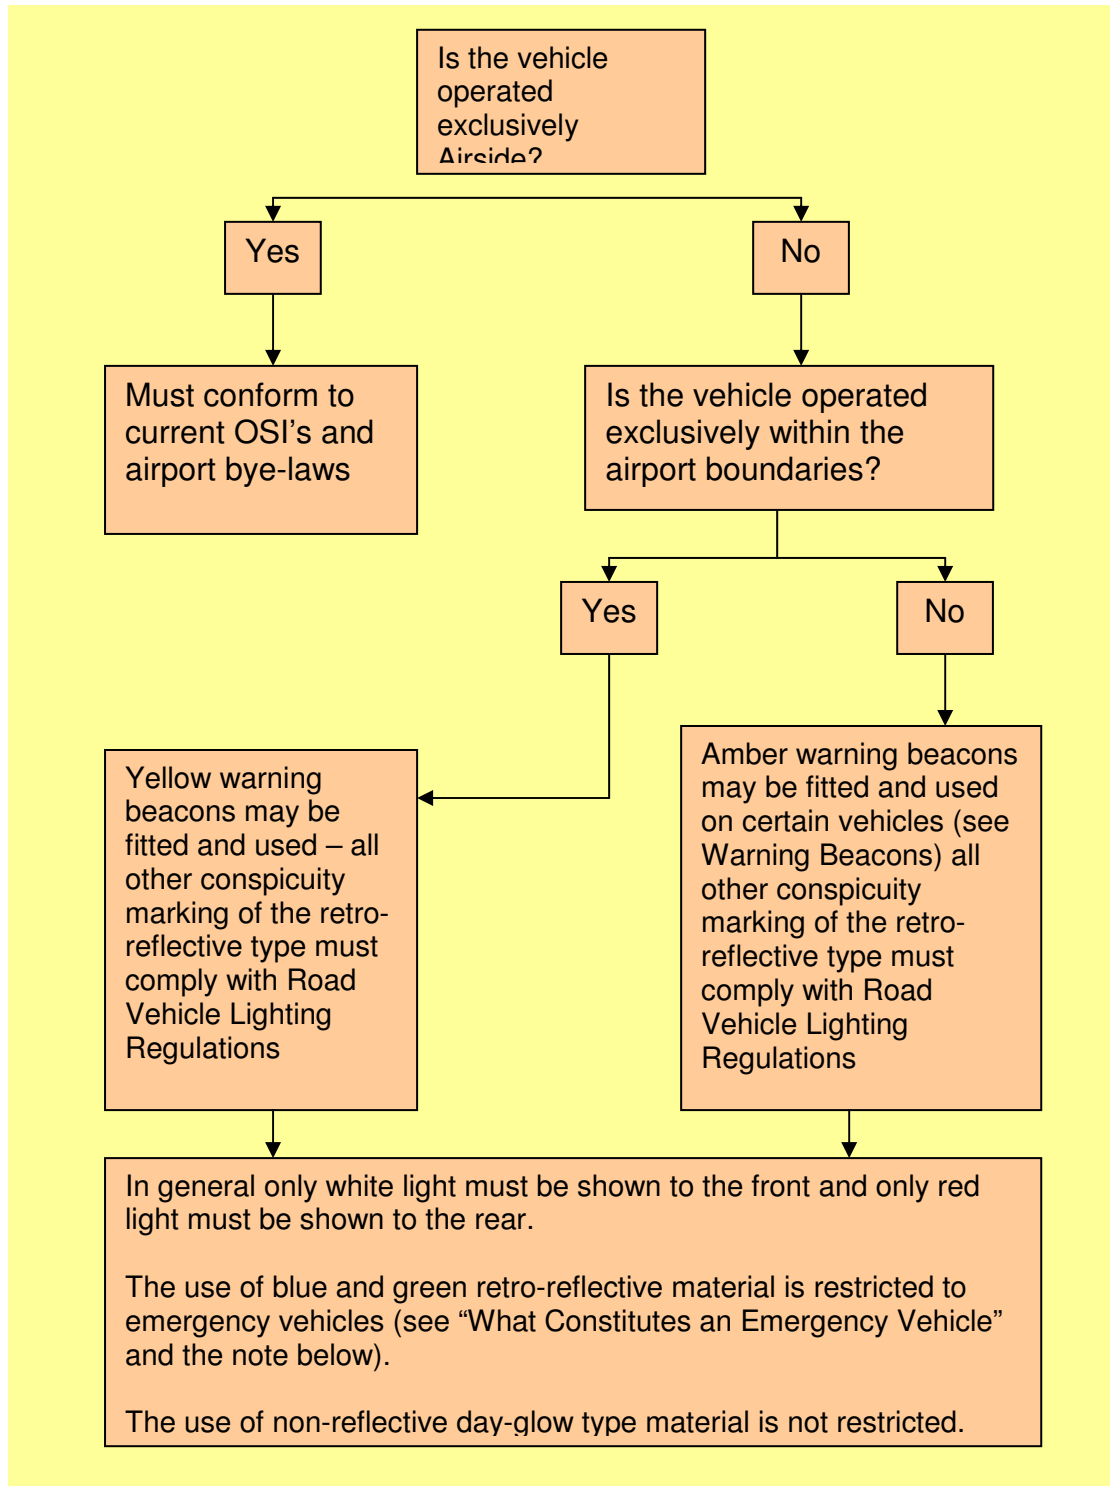 Is the vehicle
operated
exclusively
Airside?
Yes
No
Must conform to
current OSI's and
airport bye-laws
Is the vehicle operated
exclusively within the
airport boundaries?
Yes
No
Yellow warning
beacons may be
fitted and used – all
other conspicuity
marking of the retro-
reflective type must
comply with Road
Vehicle Lighting
Regulations
Amber warning beacons
may be fitted and used
on certain vehicles (see
Warning Beacons) all
other conspicuity
marking of the retro-
reflective type must
comply with Road
Vehicle Lighting
Regulations
In general only white light must be shown to the front and only red
light must be shown to the rear.
The use of blue and green retro-reflective material is restricted to
emergency vehicles (see “What Constitutes an Emergency Vehicle”
and the note below).
The use of non-reflective day-glow type material is not restricted.